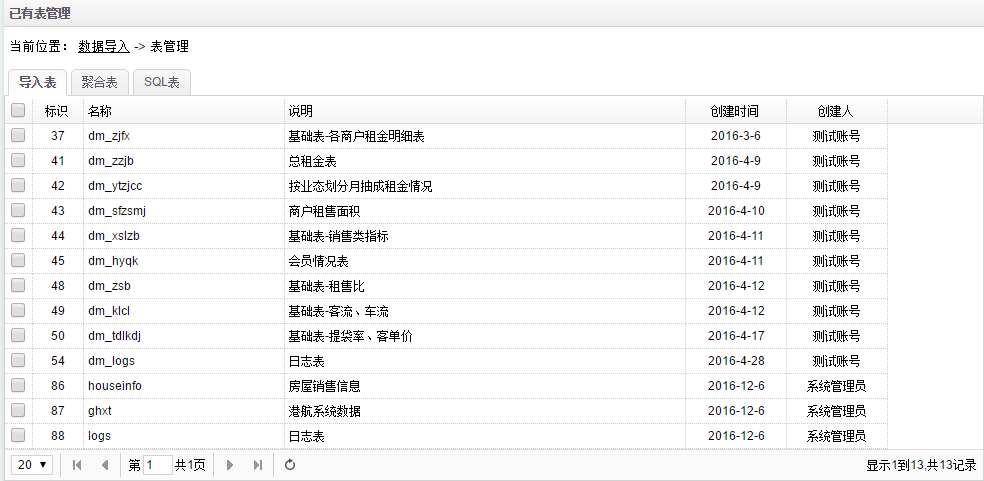 已有表管理
当前位置： 数据导入 -> 表管理
导入表 聚合表 SQL表
标识 名称 说明 创建时间 创建人
37 dm_zjfx 基础表-各商户租金明细表 2016-3-6 测试账号
41 dm_zzjb 总租金表 2016-4-9 测试账号
42 dm_ytzjcc 按业态划分月抽成租金情况 2016-4-9 测试账号
43 dm_sfzsmj 商户租售面积 2016-4-10 测试账号
44 dm_xslzb 基础表-销售类指标 2016-4-11 测试账号
45 dm_hyqk 会员情况表 2016-4-11 测试账号
48 dm_zsb 基础表-租售比 2016-4-12 测试账号
49 dm_klcl 基础表-客流、车流 2016-4-12 测试账号
50 dm_tdlkdj 基础表-提袋率、客单价 2016-4-17 测试账号
54 dm_logs 日志表 2016-4-28 测试账号
86 houseinfo 房屋销售信息 2016-12-6 系统管理员
87 ghxt 港航系统数据 2016-12-6 系统管理员
88 logs 日志表 2016-12-6 系统管理员
20 第 1 共1页 显示1到13,共13记录